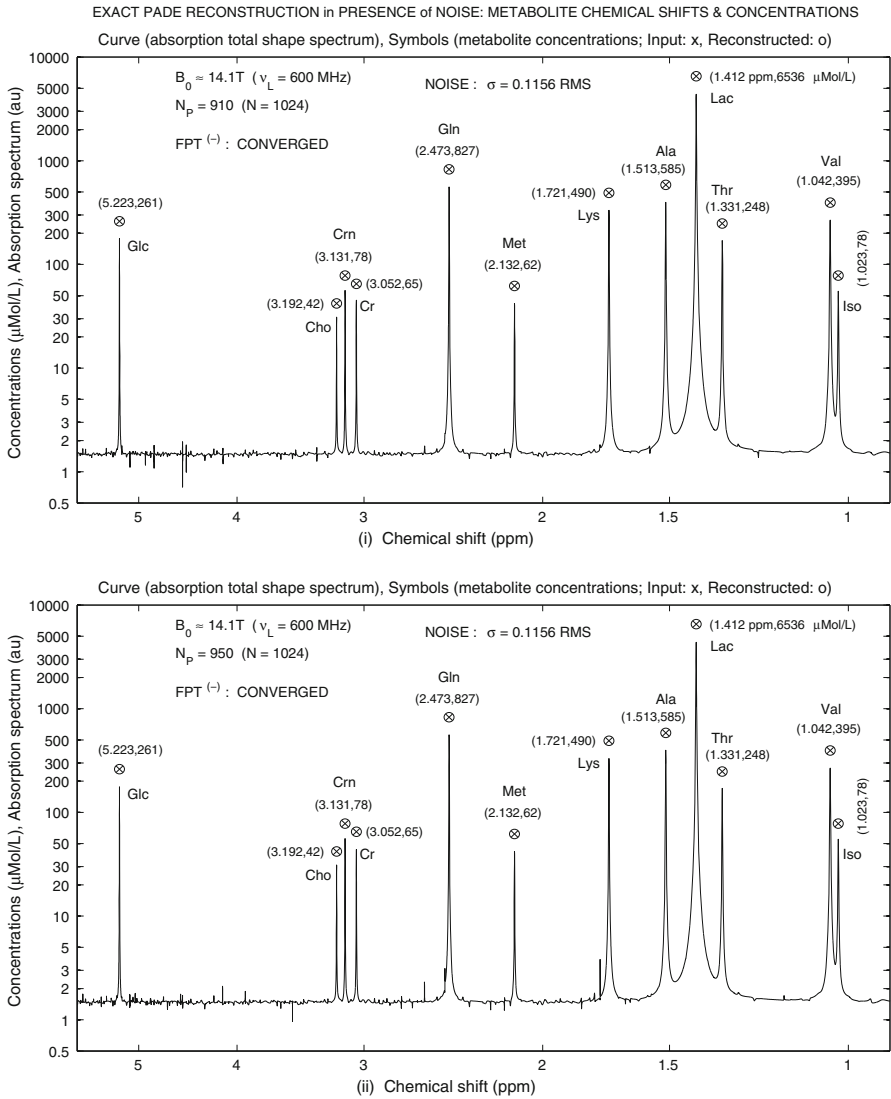 EXACT PADE RECONSTRUCTION in PRESENCE of NOISE: METABOLITE CHEMICAL SHIFTS & CONCENTRATIONS
Curve (absorption total shape spectrum), Symbols (metabolite concentrations; Input: x, Reconstructed: o)
Concentrations (μMol/L), Absorption spectrum (au)
10000
5000
3000
2000
1000
500
300
200
100
50
30
20
10
5
3
2
1
0.5
B0 ≈ 14.1T (νL = 600 MHz)
NP = 910 (N = 1024)
FPT (−) : CONVERGED
NOISE : σ = 0.1156 RMS
(1.412 ppm,6536 μMol/L)
Lac
Gln
(2.473,827)
Ala
(1.513,585)
Val
(1.042,395)
(1.721,490)
Lys
Thr
(1.331,248)
(5.223,261)
Glc
Crn
(3.131,78)
(3.052,65)
Cr
(3.192,42)
Cho
Met
(2.132,62)
(1.023,78)
Iso
5 4 3 2 1.5 1
(i) Chemical shift (ppm)
Curve (absorption total shape spectrum), Symbols (metabolite concentrations; Input: x, Reconstructed: o)
Concentrations (μMol/L), Absorption spectrum (au)
10000
5000
3000
2000
1000
500
300
200
100
50
30
20
10
5
3
2
1
0.5
B0 ≈ 14.1T (νL = 600 MHz)
NP = 950 (N = 1024)
FPT (−) : CONVERGED
NOISE : σ = 0.1156 RMS
(1.412 ppm,6536 μMol/L)
Lac
Gln
(2.473,827)
Ala
(1.513,585)
Val
(1.042,395)
(1.721,490)
Lys
Thr
(1.331,248)
(5.223,261)
Glc
Crn
(3.131,78)
(3.052,65)
Cr
(3.192,42)
Cho
Met
(2.132,62)
(1.023,78)
Iso
5 4 3 2 1.5 1
(ii) Chemical shift (ppm)